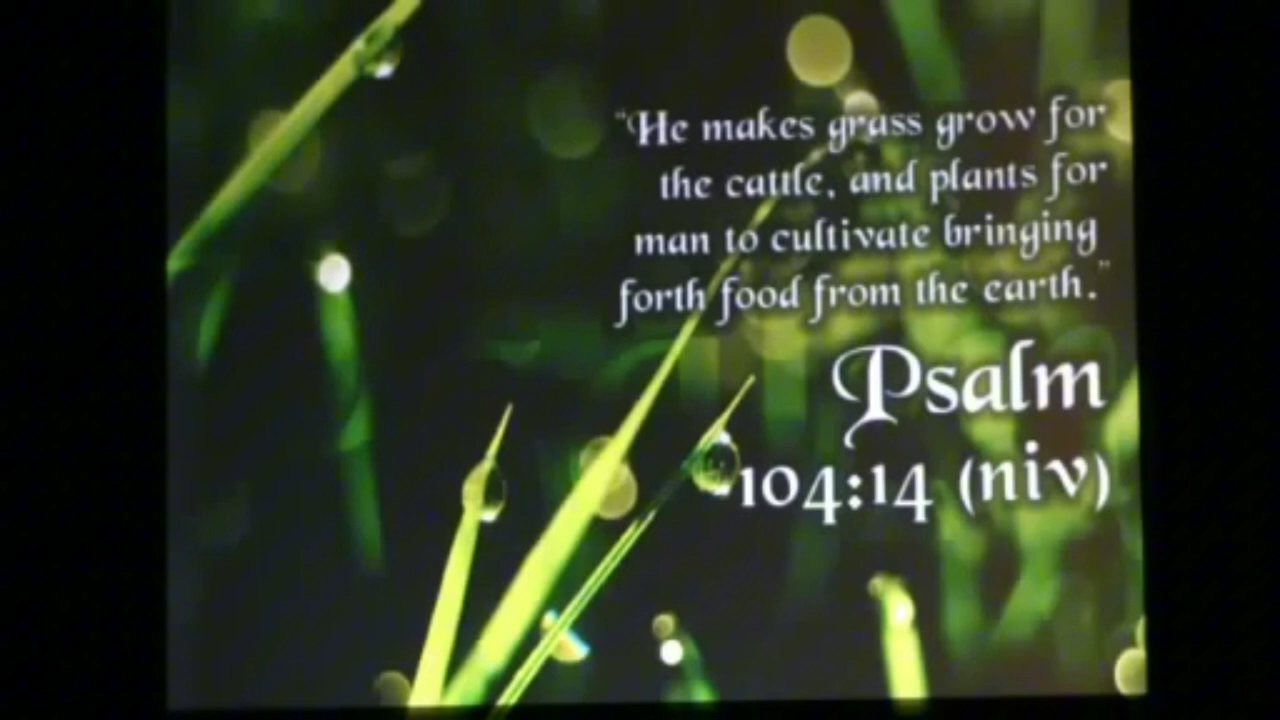 "He makes grass grow for
the cattle, and plants for
man to cultivate bringing
forth food from the earth."
Psalm
104:14 (niv)